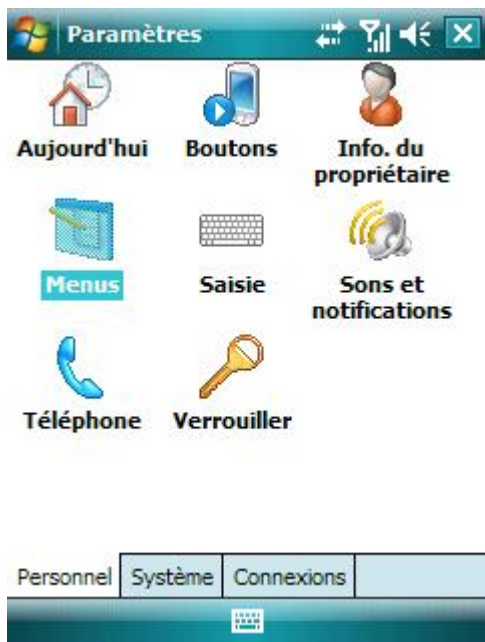 Paramètres
Aujourd'hui
Boutons
Info. du
propriétaire
Menus
Saisie
Sons et
notifications
Téléphone
Verrouiller
Personnel
Système
Connexions